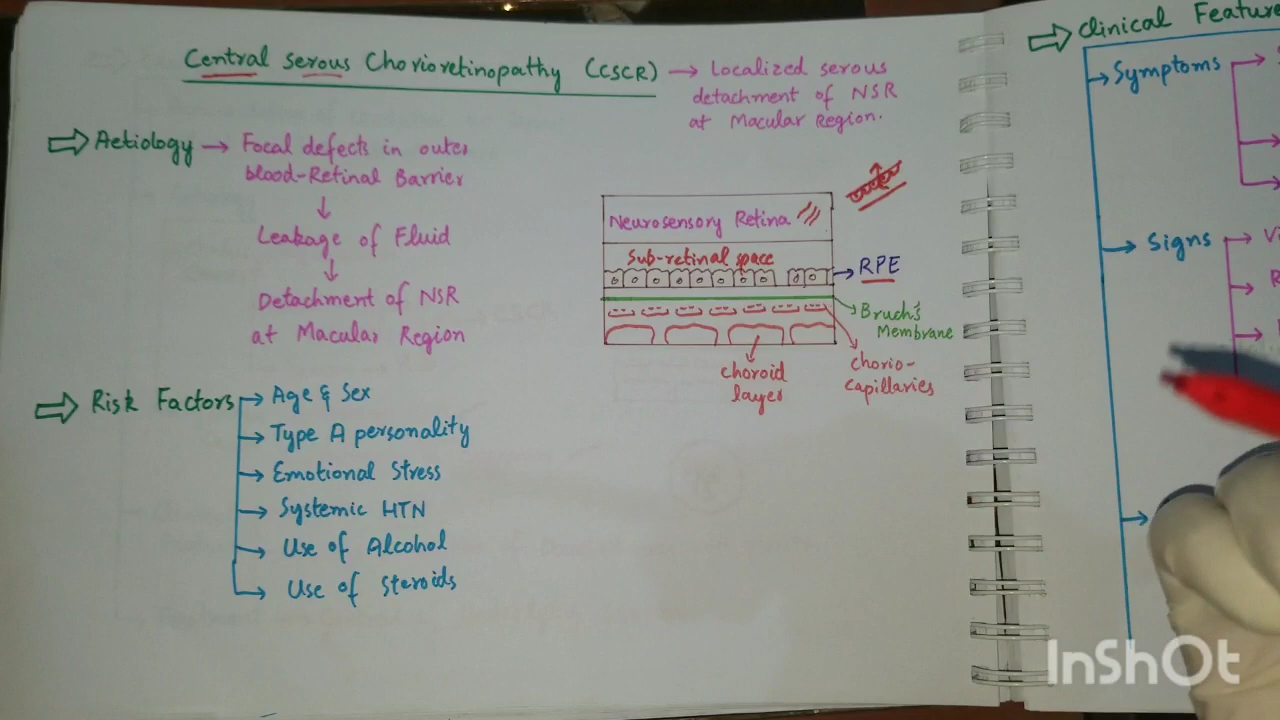 Central serous Chorioretinopathy (CSCR) → Localized serous
detachment of NSR
at Macular Region.
⇒ Aetiology → Focal defects in outer
blood-Retinal Barrier
↓
Leakage of Fluid
↓
Detachment of NSR
at Macular Region
Neurosensory Retina
Sub-retinal space
→ RPE
Bruch's
Membrane
chorio-
capillaries
choroid
layer
⇒ Risk Factors → Age & Sex
→ Type A personality
→ Emotional Stress
→ Systemic HTN
→ Use of Alcohol
→ Use of Steroids
⇒ Clinical Feature
→ Symptoms
→ Signs
InShOt